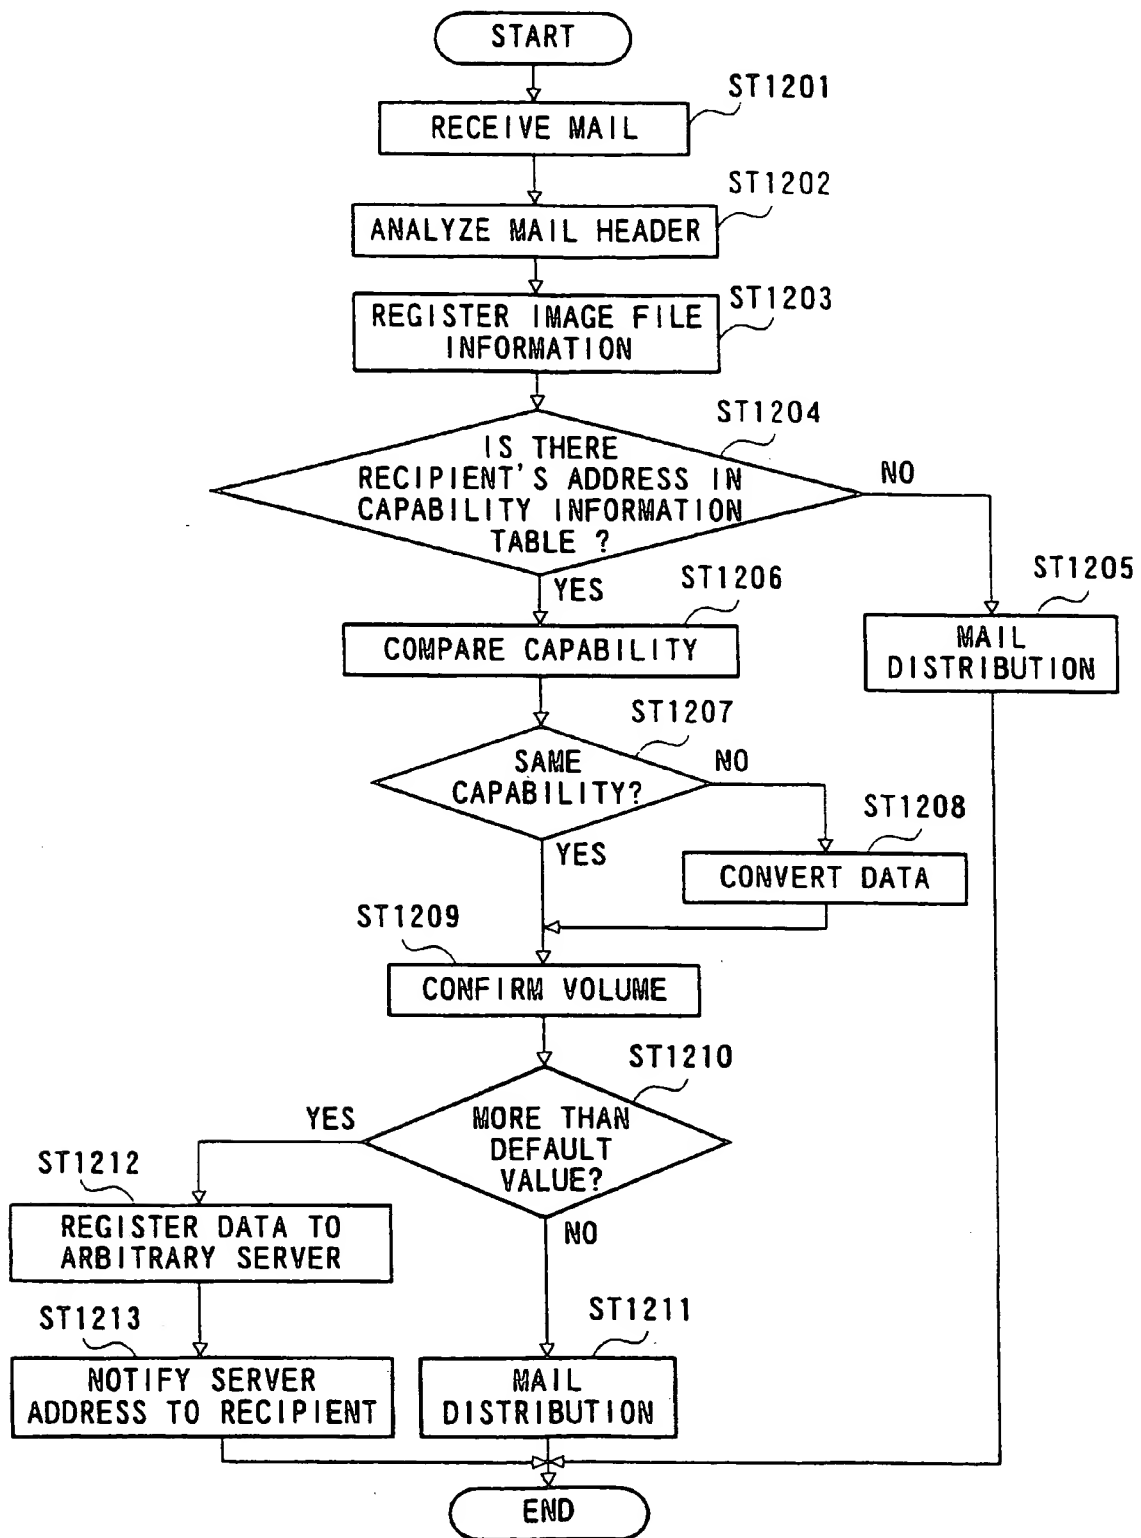 START
ST1201
RECEIVE MAIL
ST1202
ANALYZE MAIL HEADER
ST1203
REGISTER IMAGE FILE
INFORMATION
ST1204
IS THERE
RECIPIENT'S ADDRESS IN
CAPABILITY INFORMATION
TABLE ?
NO
YES
ST1205
MAIL
DISTRIBUTION
ST1206
COMPARE CAPABILITY
ST1207
SAME
CAPABILITY?
NO
YES
ST1208
CONVERT DATA
ST1209
CONFIRM VOLUME
ST1210
MORE THAN
DEFAULT
VALUE?
YES
NO
ST1212
REGISTER DATA TO
ARBITRARY SERVER
ST1213
NOTIFY SERVER
ADDRESS TO RECIPIENT
ST1211
MAIL
DISTRIBUTION
END